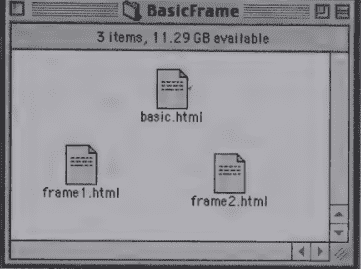 BasicFrame
3 items, 11.29 GB available
basic.html
frame1.html
frame2.html